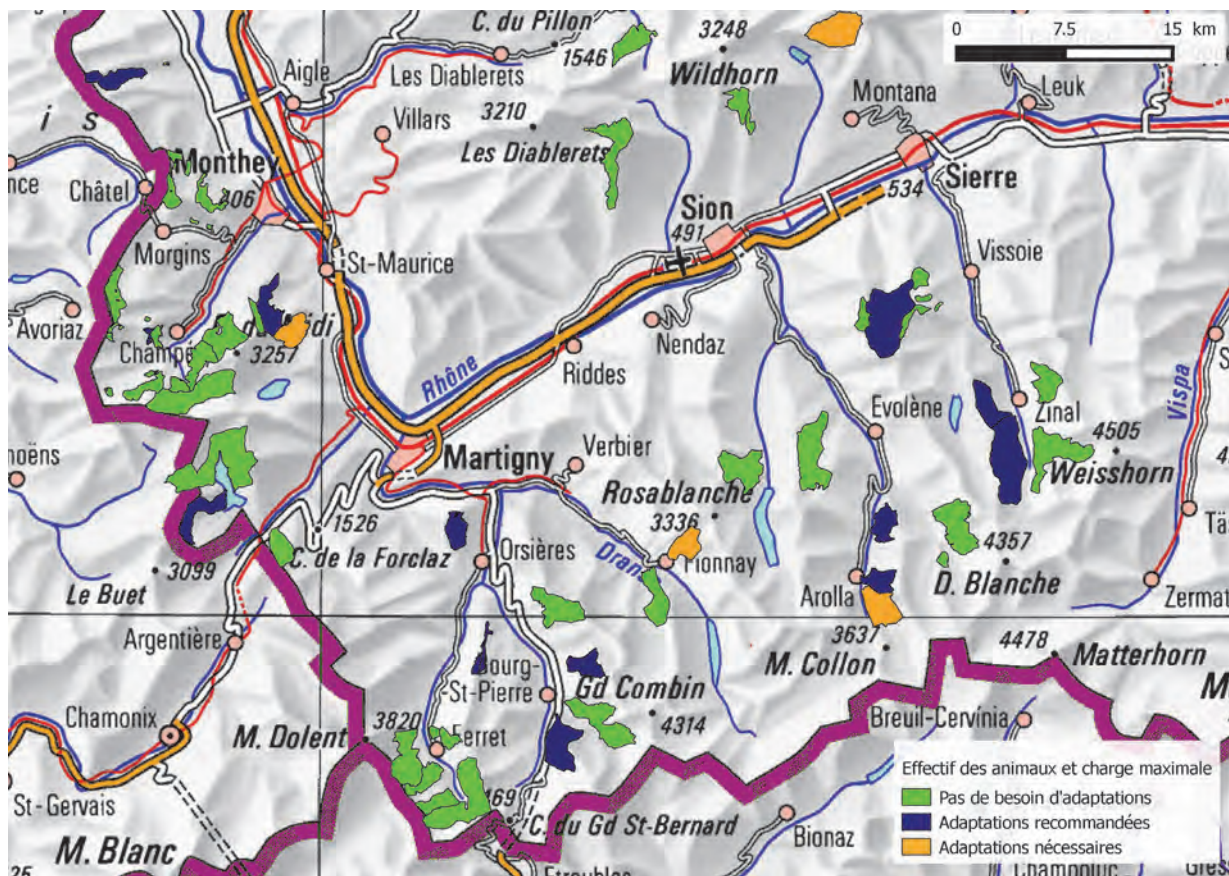 C. du Pillon
1546
3248
Wildhorn
0 7.5 15 km
Aigle
Les Diablerets
Montana
Leuk
Villars
3210
Les Diablerets
i s
Monthey
406
Châtel
Sierre
534
Sion
491
Morgins
St-Maurice
Vissoie
Avoriaz
Champé
3257
Nendaz
Riddes
Rhône
Evolène
Zinal
Vispa
4505
Weisshorn
Verbier
Martigny
Rosablanche
3336
1526
C. de la Forclaz
Orsières
Fionnay
4357
D. Blanche
3099
Le Buet
Arolla
Zermat
Argentière
3637
M. Collon
4478
Matterhorn
Bourg-
St-Pierre
Gd Combin
4314
Breuil-Cervínia
Chamonix
M. Dolent
3820
Ferret
St-Gervais
C. du Gd St-Bernard
Bionaz
M. Blanc
Effectif des animaux et charge maximale
Pas de besoin d'adaptations
Adaptations recommandées
Adaptations nécessaires